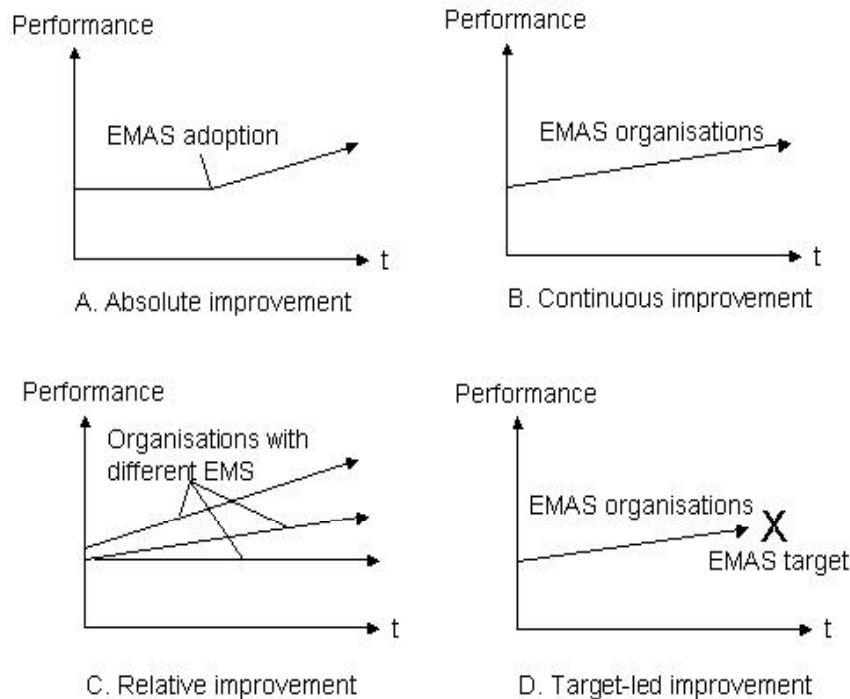 Performance
EMAS adoption
t
A. Absolute improvement
Performance
EMAS organisations
t
B. Continuous improvement
Performance
Organisations with
different EMS
t
C. Relative improvement
Performance
EMAS organisations
X
EMAS target
t
D. Target-led improvement